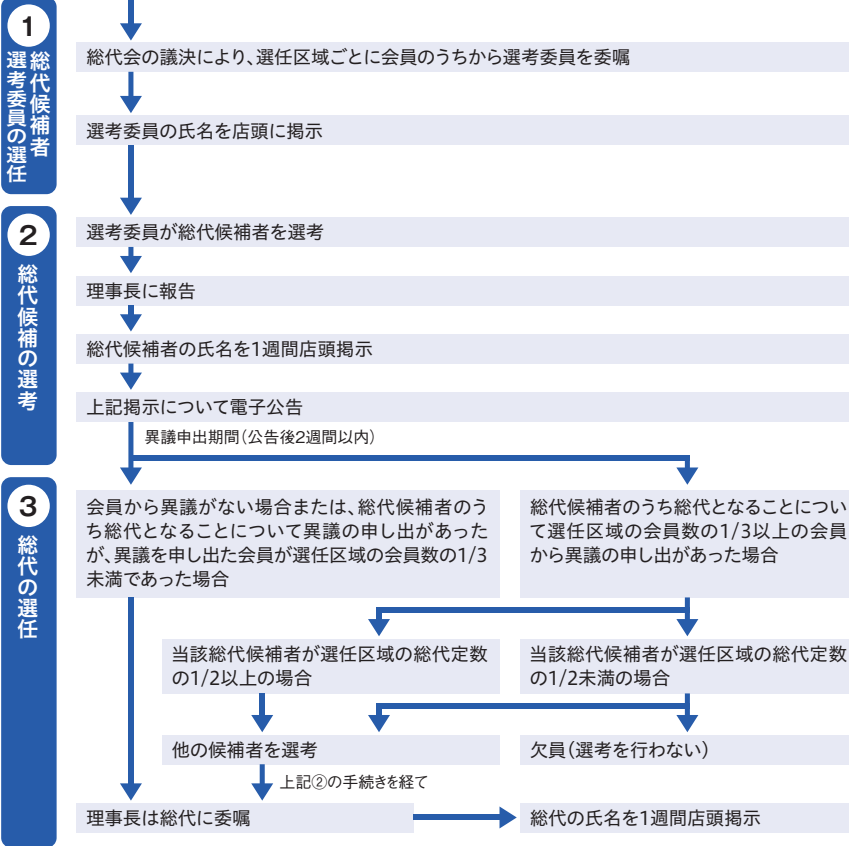 1
総代候補者
選考委員の選任
総代会の議決により、選任区域ごとに会員のうちから選考委員を委嘱
選考委員の氏名を店頭に掲示
2
総代候補の選考
選考委員が総代候補者を選考
理事長に報告
総代候補者の氏名を1週間店頭掲示
上記掲示について電子公告
異議申出期間（公告後2週間以内）
3
総代の選任
会員から異議がない場合または、総代候補者のう
ち総代となることについて異議の申し出があった
が、異議を申し出た会員が選任区域の会員数の1/3
未満であった場合
総代候補者のうち総代となることについ
て選任区域の会員数の1/3以上の会員
から異議の申し出があった場合
当該総代候補者が選任区域の総代定数
の1/2以上の場合
当該総代候補者が選任区域の総代定数
の1/2未満の場合
他の候補者を選考
欠員（選考を行わない）
上記②の手続きを経て
理事長は総代に委嘱
総代の氏名を1週間店頭掲示